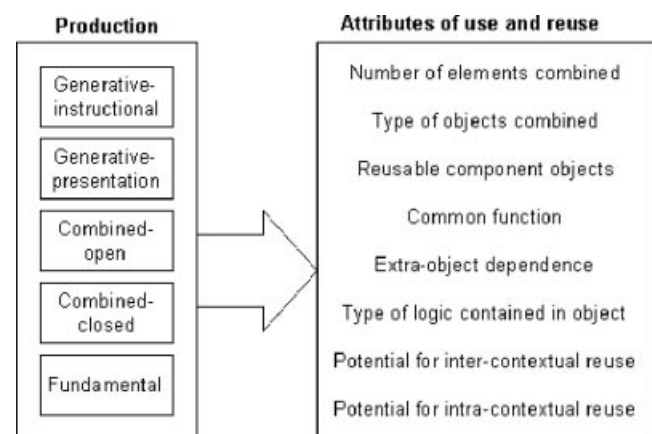 Production
Generative-
instructional
Generative-
presentation
Combined-
open
Combined-
closed
Fundamental
Attributes of use and reuse
Number of elements combined
Type of objects combined
Reusable component objects
Common function
Extra-object dependence
Type of logic contained in object
Potential for inter-contextual reuse
Potential for intra-contextual reuse